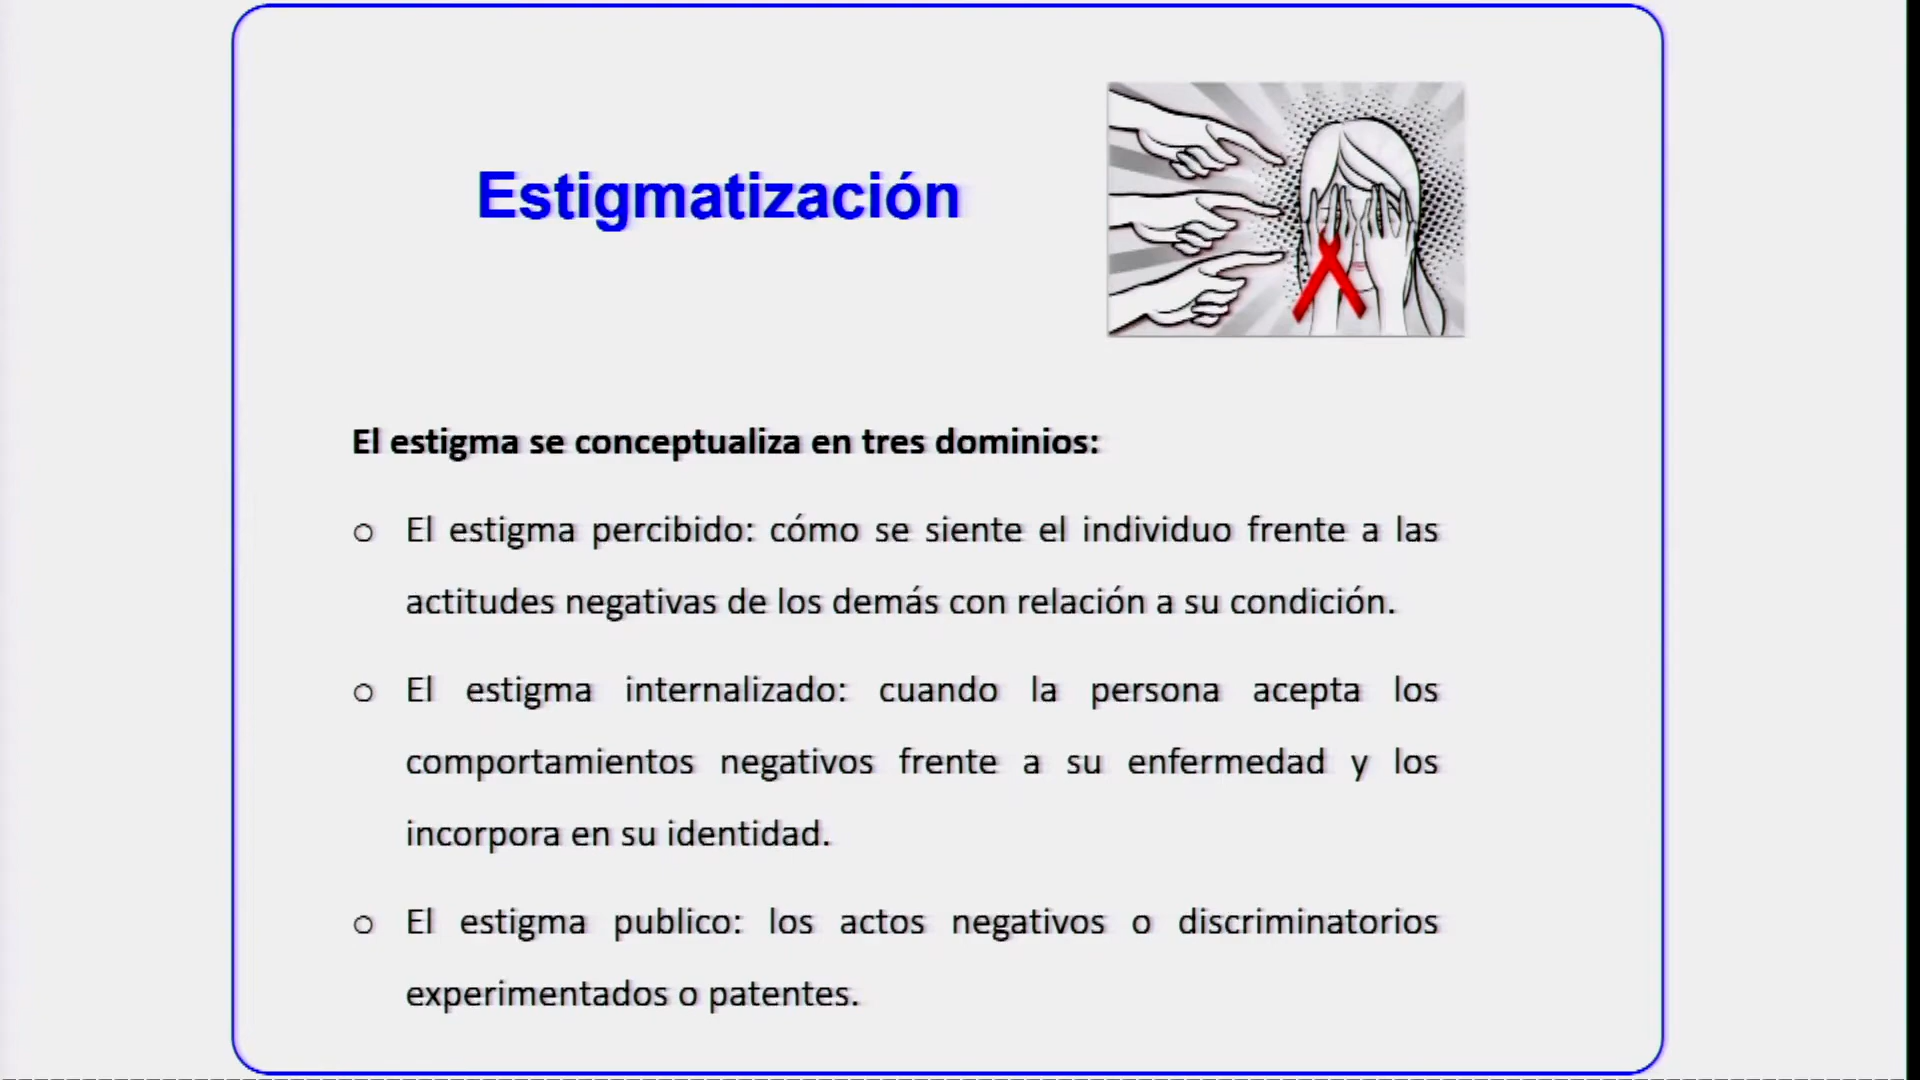 Estigmatización
El estigma se conceptualiza en tres dominios:
o El estigma percibido: cómo se siente el individuo frente a las
actitudes negativas de los demás con relación a su condición.
o El estigma internalizado: cuando la persona acepta los
comportamientos negativos frente a su enfermedad y los
incorpora en su identidad.
o El estigma publico: los actos negativos o discriminatorios
experimentados o patentes.